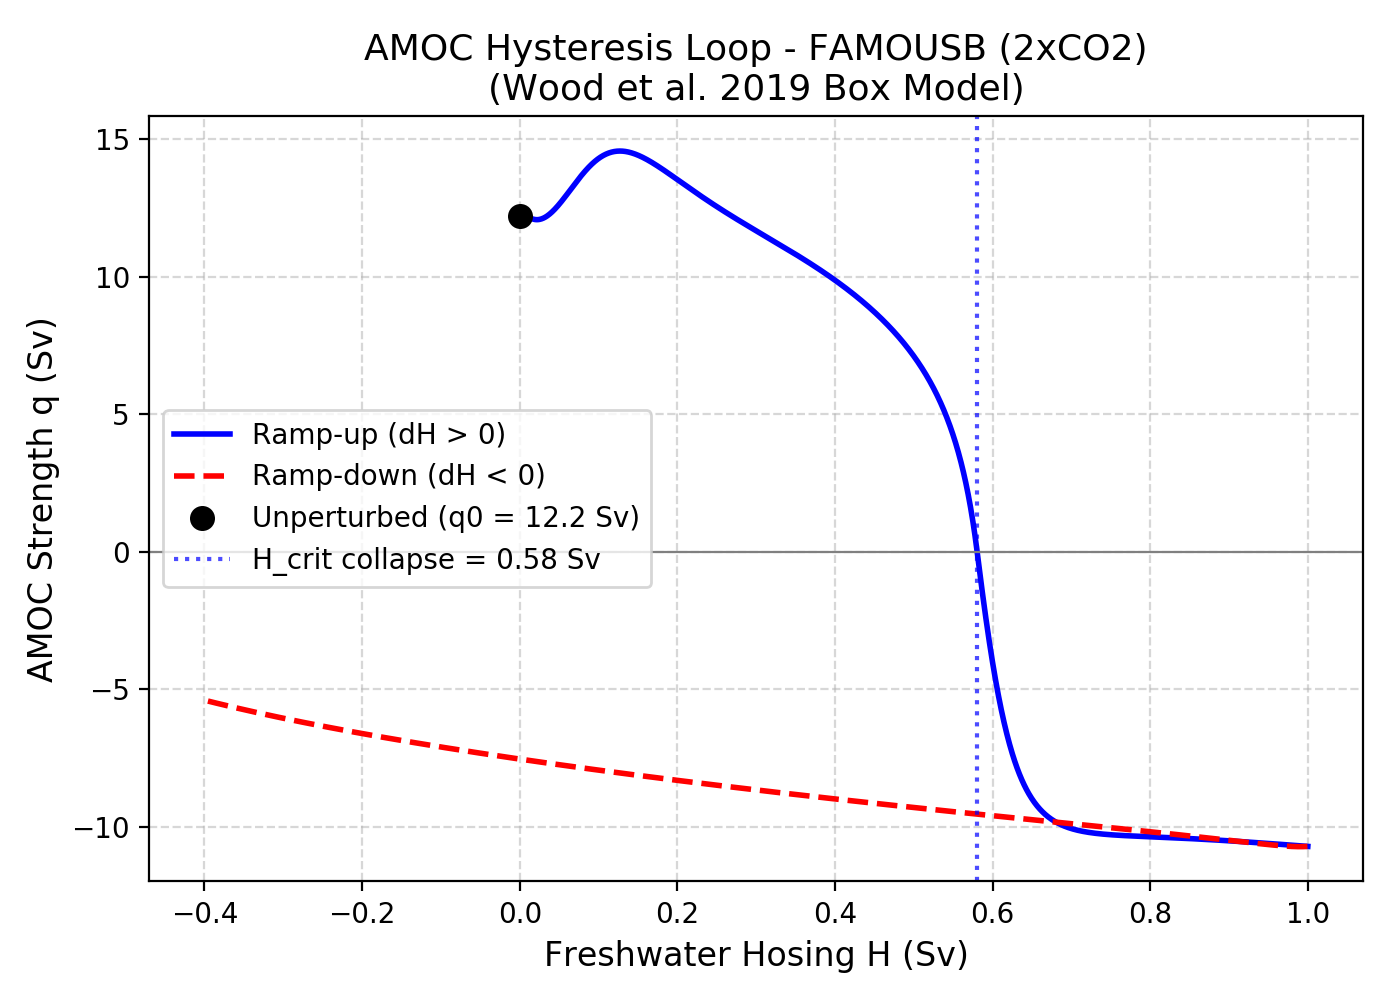 AMOC Hysteresis Loop - FAMOUSB (2xCO2)
(Wood et al. 2019 Box Model)
AMOC Strength q (Sv)
15
10
5
0
−5
−10
Ramp-up (dH > 0)
Ramp-down (dH < 0)
Unperturbed (q0 = 12.2 Sv)
H_crit collapse = 0.58 Sv
−0.4
−0.2
0.0
0.2
0.4
0.6
0.8
1.0
Freshwater Hosing H (Sv)